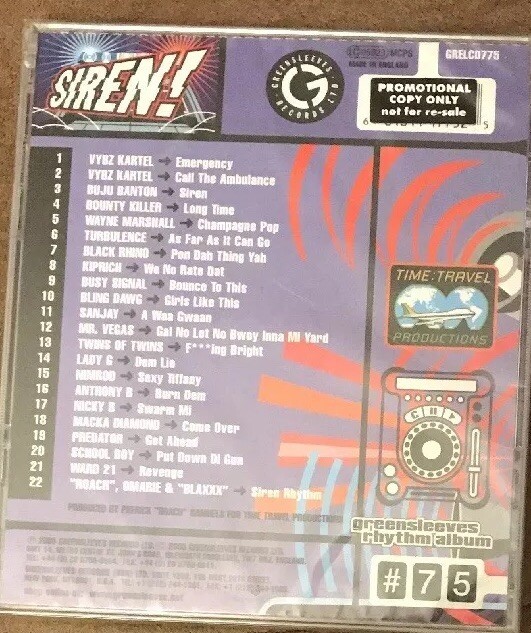 SIREN!
GREENSLEEVES RECORDS LTD.
G
MCPS
MADE IN ENGLAND
GRELCD775
PROMOTIONAL
COPY ONLY
not for re-sale
1 VYBZ KARTEL → Emergency
2 VYBZ KARTEL → Call The Ambulance
3 BUJU BANTON → Siren
4 BOUNTY KILLER → Long Time
5 WAYNE MARSHALL → Champagne Pop
6 TURBULENCE → As Far As It Can Go
7 BLACK RHINO → Pon Dah Thing Yah
8 KIPRICH → We No Rate Dat
9 BUSY SIGNAL → Bounce To This
10 BLING DAWG → Girls Like This
11 SANJAY → A Waa Gwaan
12 MR. VEGAS → Gal No Let No Bwoy Inna Mi Yard
13 TWINS OF TWINS → F***ing Bright
14 LADY G → Dem Lie
15 NIMROD → Sexy Tiffany
16 ANTHONY B → Burn Dem
17 NICKY B → Swarm Mi
18 MACKA DIAMOND → Come Over
19 PREDATOR → Get Ahead
20 SCHOOL BOY → Put Down Di Gun
21 WARD 21 → Revenge
22 "ROACH", OMARIE & "BLAXXX" → Siren Rhythm
TIME:TRAVEL
PRODUCTIONS
greensleeves
rhythm album
#75